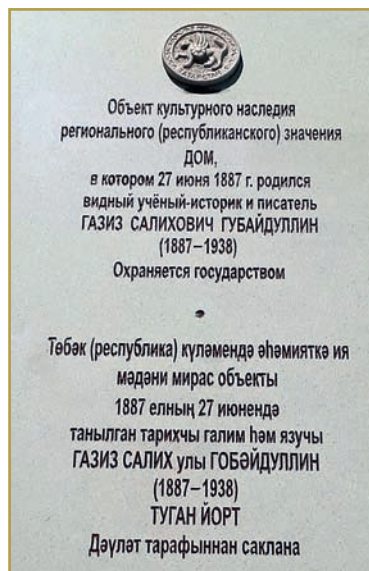 Объект культурного наследия
регионального (республиканского) значения
ДОМ,
в котором 27 июня 1887 г. родился
видный учёный-историк и писатель
ГАЗИЗ САЛИХОВИЧ ГУБАЙДУЛЛИН
(1887–1938)
Охраняется государством
•
Төбәк (республика) күләмендә әһәмияткә ия
мәдәни мирас объекты
1887 елның 27 июнендә
танылган тарихчы галим һәм язучы
ГАЗИЗ САЛИХ улы ГОБӘЙДУЛЛИН
(1887–1938)
ТУГАН ЙОРТ
Дәүләт тарафыннан саклана